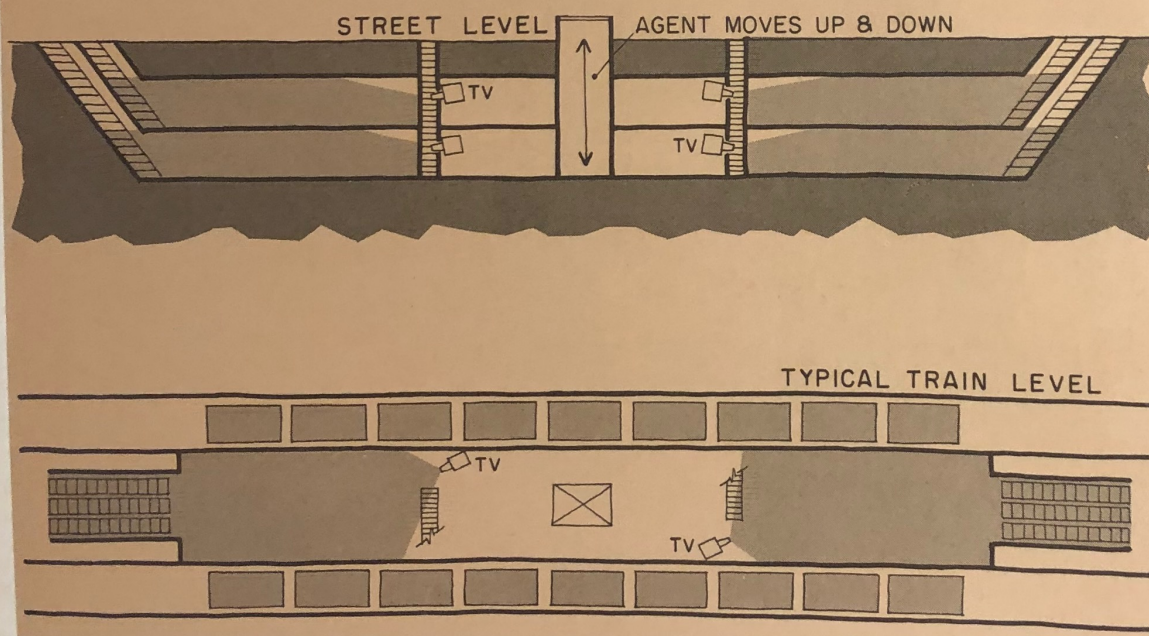 STREET LEVEL
AGENT MOVES UP & DOWN
TV
TV
TYPICAL TRAIN LEVEL
TV
TV